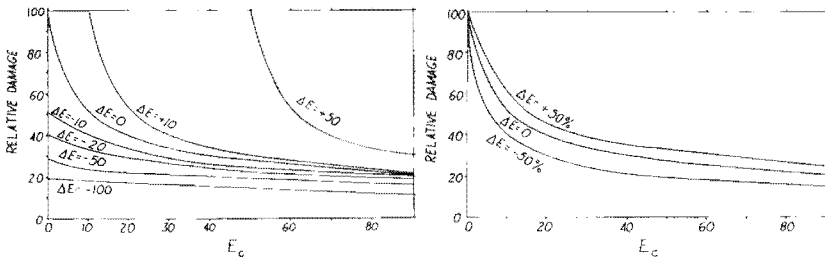 RELATIVE DAMAGE
100
80
60
40
20
0
ΔE=-10
ΔE=0
ΔE=+10
ΔE=+50
ΔE=-20
ΔE=-50
ΔE=-100
0 10 20 30 40 60 80
E_c
RELATIVE DAMAGE
100
80
60
40
20
0
ΔE=+50%
ΔE=0
ΔE=-50%
0 20 40 60 80
E_c